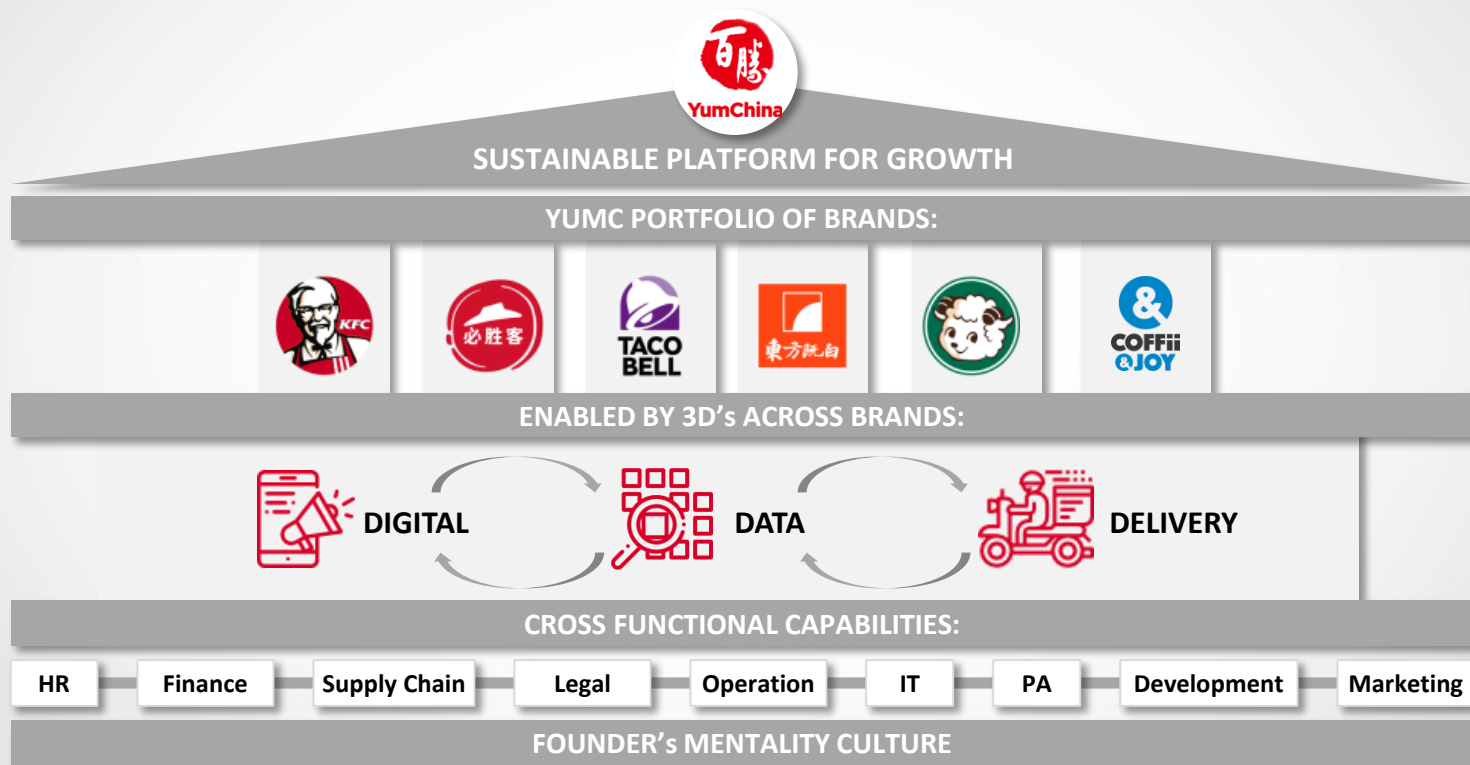 百勝
YumChina
SUSTAINABLE PLATFORM FOR GROWTH
YUMC PORTFOLIO OF BRANDS:
KFC
必胜客
TACO
BELL
東方既白
&
COFFii
&JOY
ENABLED BY 3D's ACROSS BRANDS:
DIGITAL
DATA
DELIVERY
CROSS FUNCTIONAL CAPABILITIES:
HR
Finance
Supply Chain
Legal
Operation
IT
PA
Development
Marketing
FOUNDER's MENTALITY CULTURE